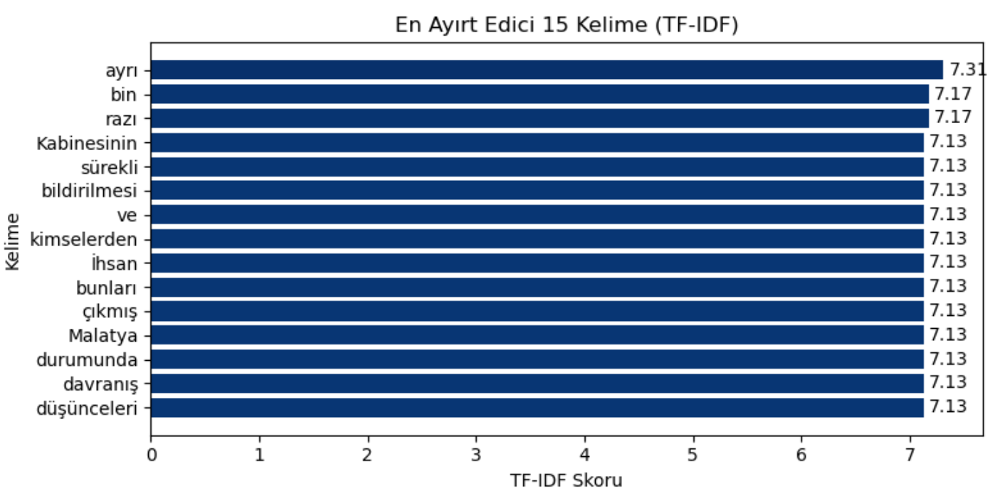 En Ayırt Edici 15 Kelime (TF-IDF)
Kelime
ayrı 7.31
bin 7.17
razı 7.17
Kabinesinin 7.13
sürekli 7.13
bildirilmesi 7.13
ve 7.13
kimselerden 7.13
İhsan 7.13
bunları 7.13
çıkmış 7.13
Malatya 7.13
durumunda 7.13
davranış 7.13
düşünceleri 7.13
0 1 2 3 4 5 6 7
TF-IDF Skoru